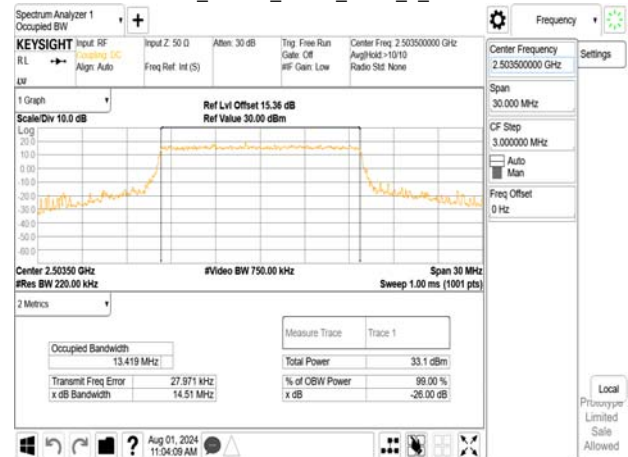 Spectrum Analyzer 1
Occupied BW
Frequency
KEYSIGHT
RL
Input: RF
Coupling: DC
Align: Auto
Input Z: 50 Ω
Freq Ref: Int (S)
Atten: 30 dB
Trig: Free Run
Gate: Off
#IF Gain: Low
Center Freq: 2.503500000 GHz
Avg|Hold:>10/10
Radio Std: None
Center Frequency
2.503500000 GHz
Settings
Span
30.000 MHz
CF Step
3.000000 MHz
Auto
Man
Freq Offset
0 Hz
1 Graph
Scale/Div 10.0 dB
Ref Lvl Offset 15.36 dB
Ref Value 30.00 dBm
Log
20.0
10.0
0.00
-10.0
-20.0
-30.0
-40.0
-50.0
-60.0
Center 2.50350 GHz
#Res BW 220.00 kHz
#Video BW 750.00 kHz
Span 30 MHz
Sweep 1.00 ms (1001 pts)
2 Metrics
Measure Trace Trace 1
Occupied Bandwidth
13.419 MHz
Total Power 33.1 dBm
Transmit Freq Error 27.971 kHz
% of OBW Power 99.00 %
x dB Bandwidth 14.51 MHz
x dB -26.00 dB
Local
Prototype
Limited
Sale
Allowed
Aug 01, 2024
11:04:09 AM